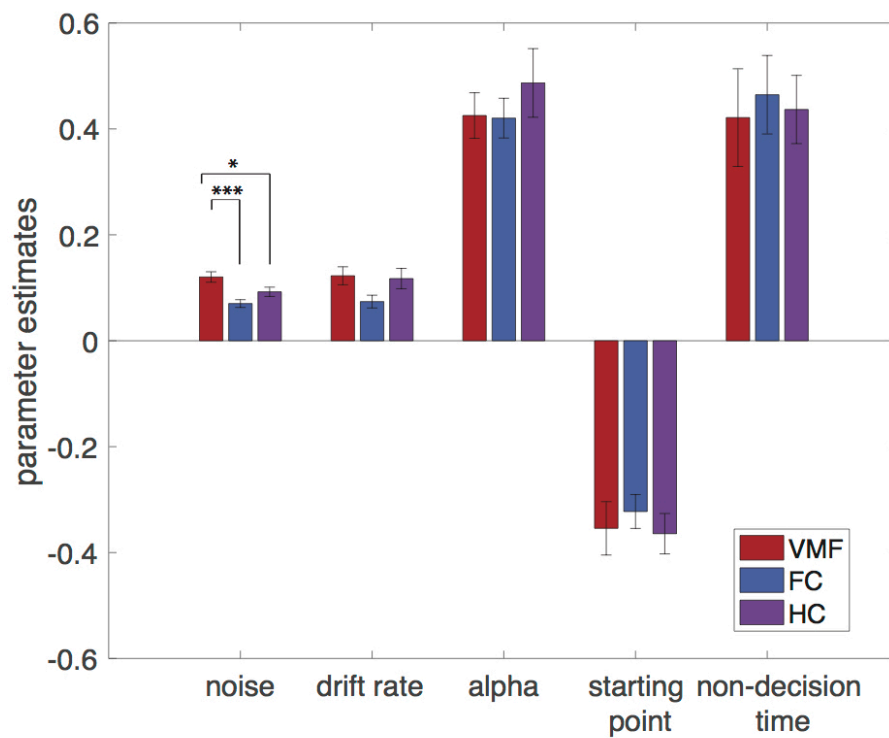 0.6
0.4
0.2
0
-0.2
-0.4
-0.6
parameter estimates
*
***
VMF
FC
HC
noise
drift rate
alpha
starting
point
non-decision
time